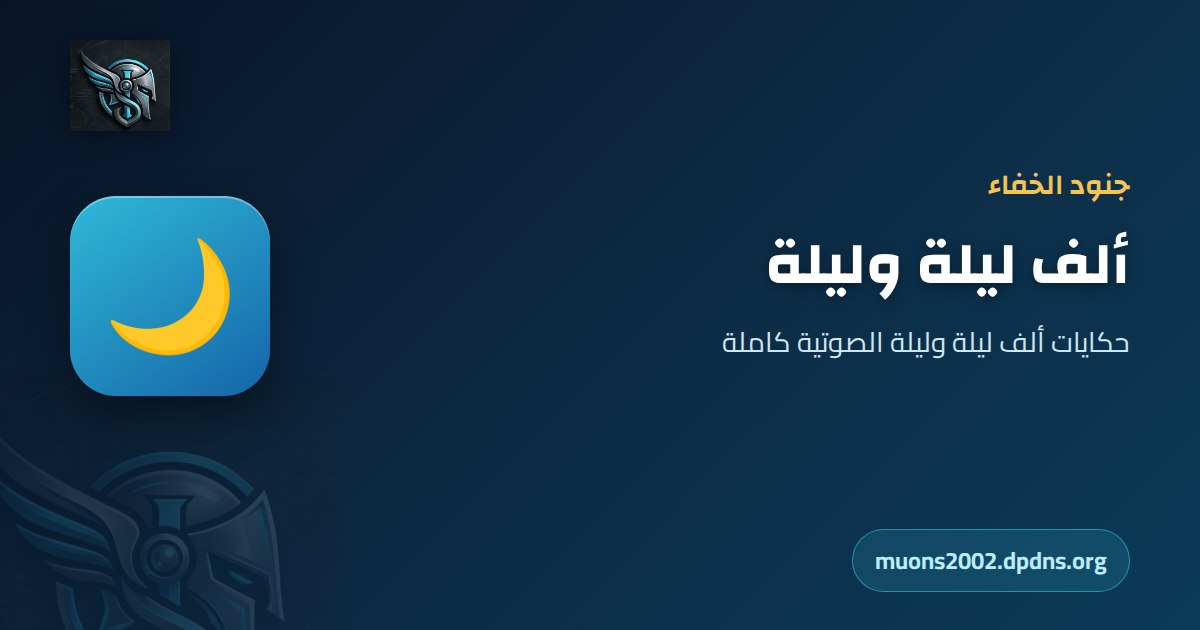 جنود الخفاء
ألف ليلة وليلة
حكايات ألف ليلة وليلة الصوتية كاملة
muons2002.dpdns.org